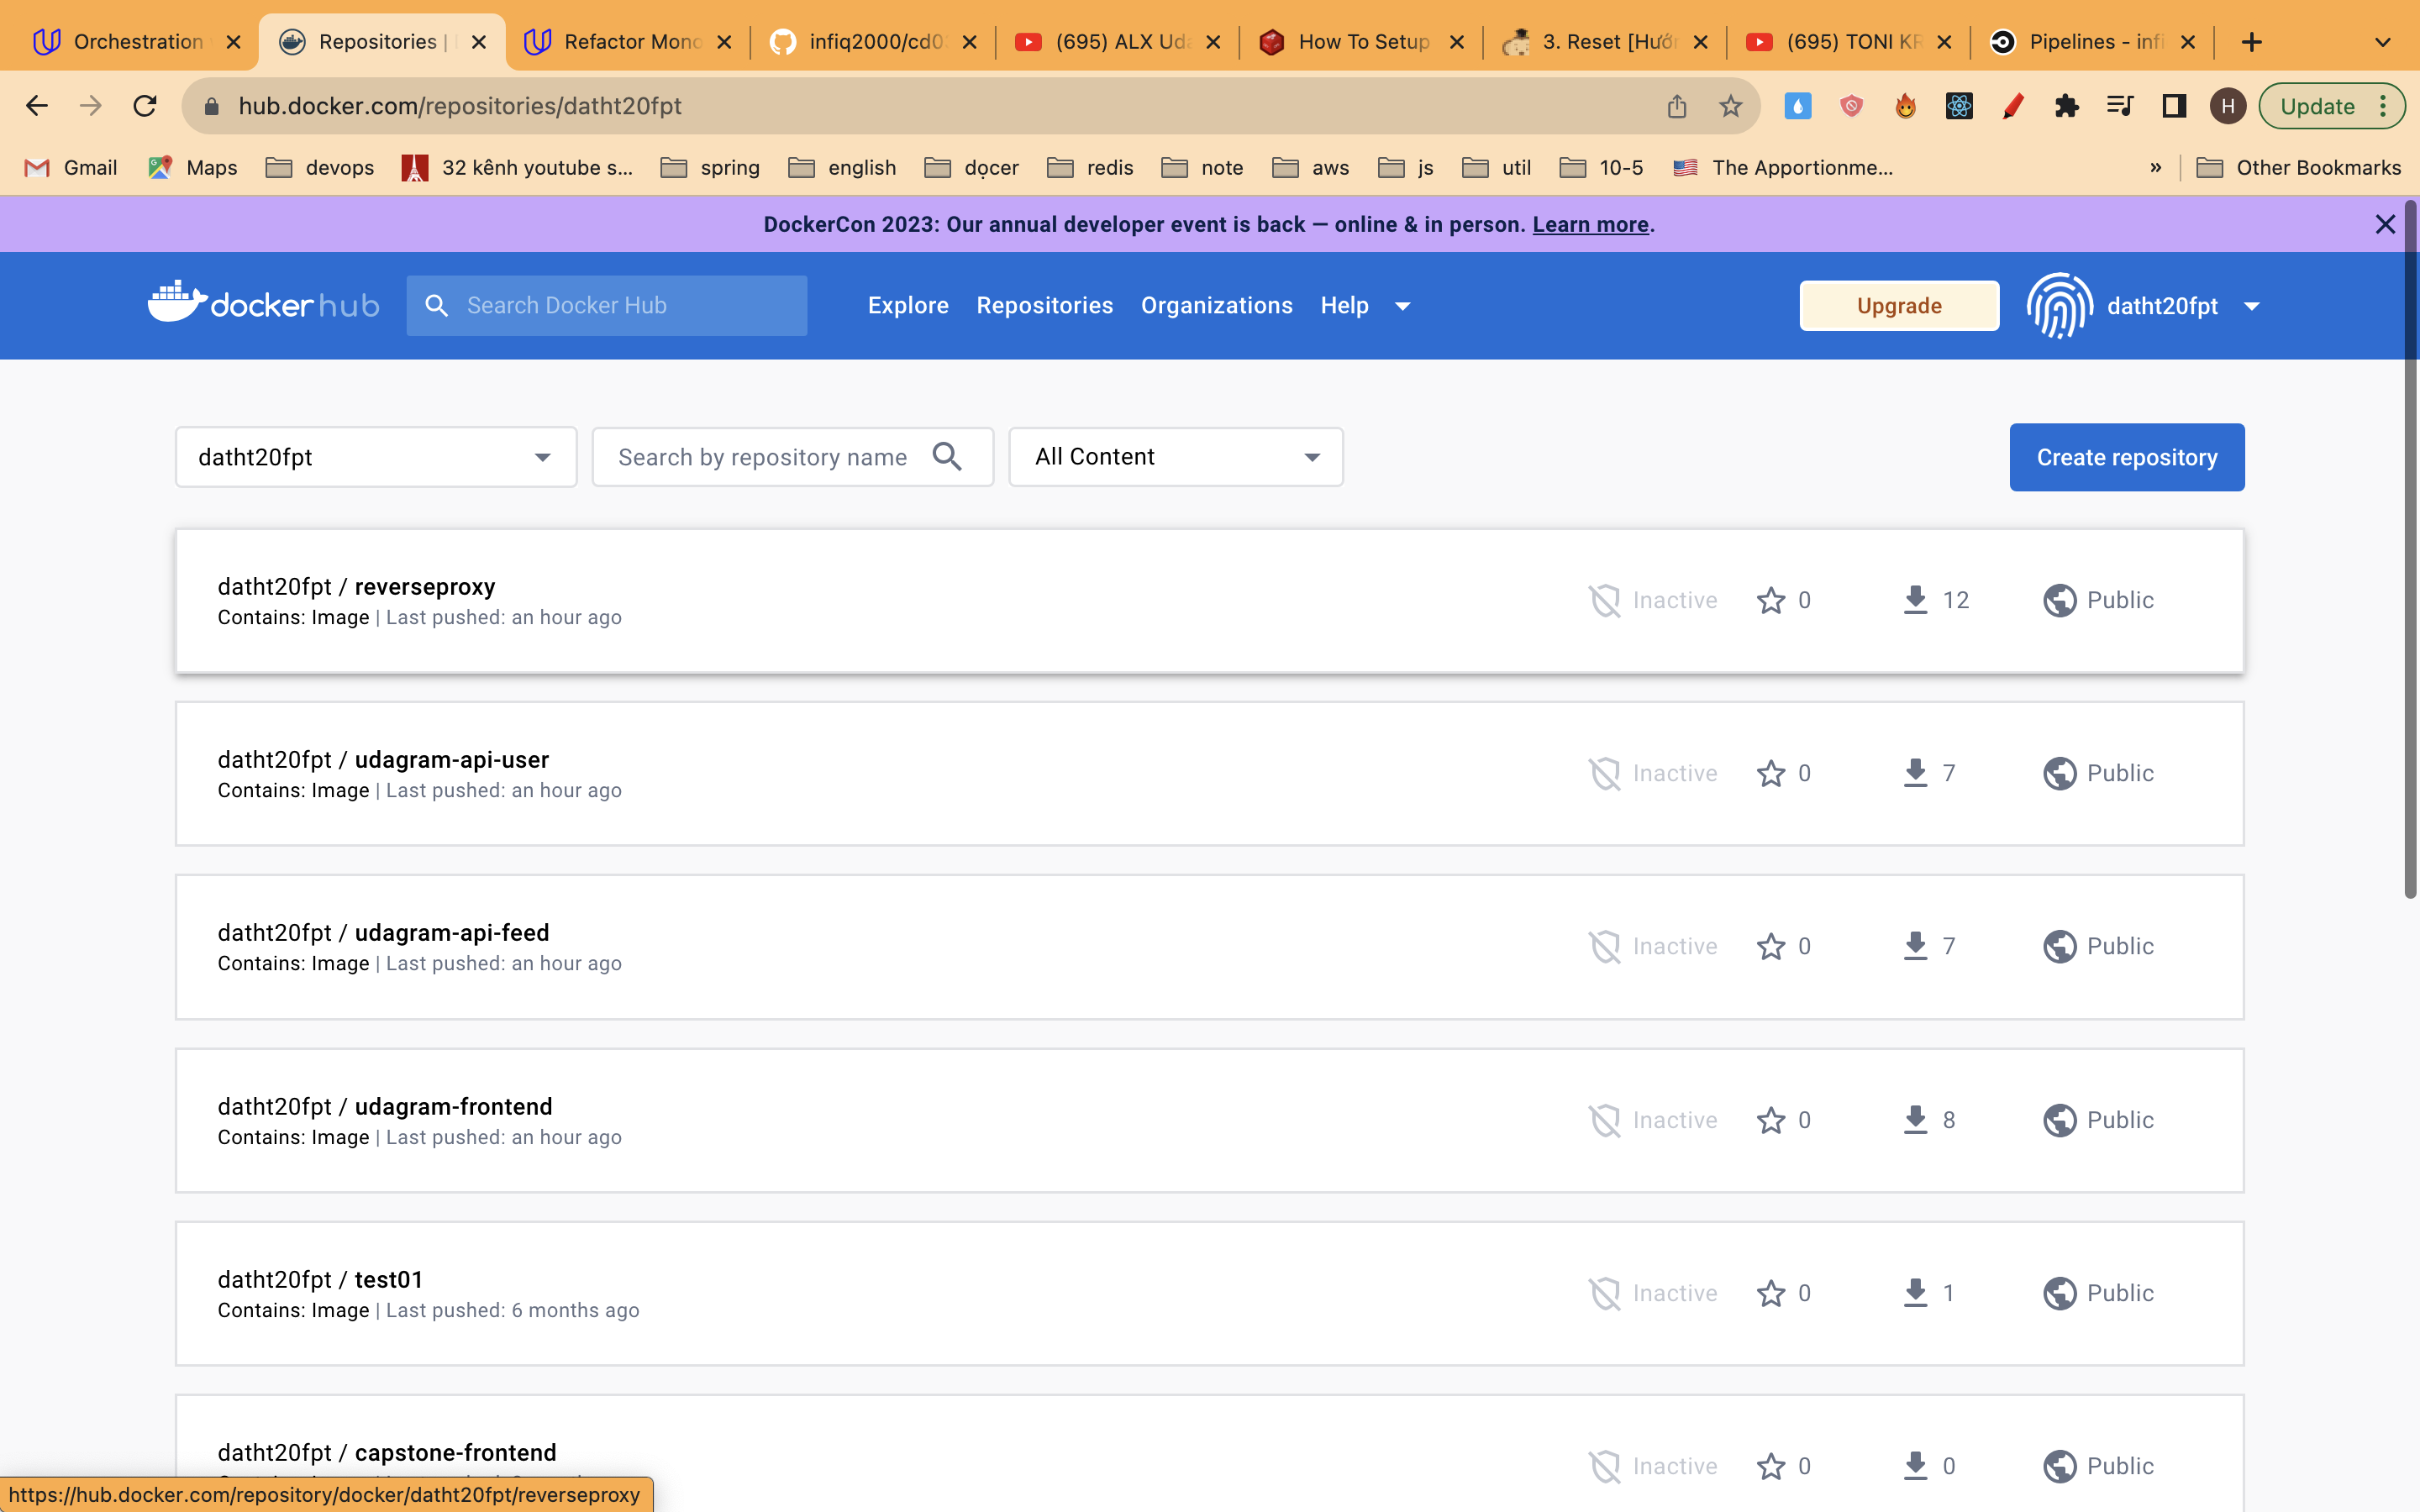 Orchestration
Repositories |
Refactor Mono
infiq2000/cd0
(695) ALX Uda
How To Setup
3. Reset [Hướn
(695) TONI KR
Pipelines - infi
hub.docker.com/repositories/datht20fpt
H
Update
Gmail
Maps
devops
32 kênh youtube s...
spring
english
dọcer
redis
note
aws
js
util
10-5
The Apportionme...
»
Other Bookmarks
DockerCon 2023: Our annual developer event is back — online & in person. Learn more.
dockerhub
Search Docker Hub
Explore
Repositories
Organizations
Help
Upgrade
datht20fpt
datht20fpt
Search by repository name
All Content
Create repository
datht20fpt / reverseproxy
Contains: Image | Last pushed: an hour ago
Inactive
0
12
Public
datht20fpt / udagram-api-user
Contains: Image | Last pushed: an hour ago
Inactive
0
7
Public
datht20fpt / udagram-api-feed
Contains: Image | Last pushed: an hour ago
Inactive
0
7
Public
datht20fpt / udagram-frontend
Contains: Image | Last pushed: an hour ago
Inactive
0
8
Public
datht20fpt / test01
Contains: Image | Last pushed: 6 months ago
Inactive
0
1
Public
datht20fpt / capstone-frontend
Inactive
0
0
Public
https://hub.docker.com/repository/docker/datht20fpt/reverseproxy